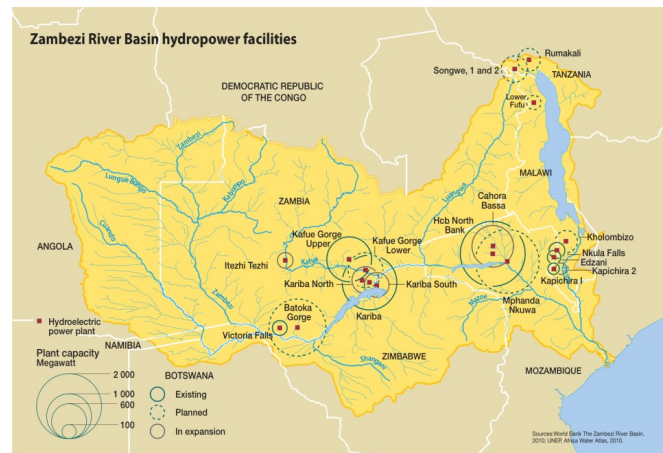 Zambezi River Basin hydropower facilities
Rumakali
Songwe, 1 and 2
TANZANIA
DEMOCRATIC REPUBLIC
OF THE CONGO
Lower
Fufu
Zambezi
Lungue Bungo
Kabompo
Luangwa
MALAWI
Cuando
ZAMBIA
Cahora
Bassa
Hcb North
Bank
Kafue Gorge
Upper
Kafue Gorge
Lower
Kholombizo
ANGOLA
Itezhi Tezhi
Kafue
Nkula Falls
Edzani
Kapichira 2
Kapichira I
Kariba North
Kariba South
Zambezi
Mphanda
Nkuwa
Mazoe
Batoka
Gorge
Kariba
Hydroelectric
power plant
Victoria Falls
NAMIBIA
ZIMBABWE
Shangani
MOZAMBIQUE
Plant capacity
Megawatt
BOTSWANA
2 000
1 000
600
100
Existing
Planned
In expansion
Sources:World Bank The Zambezi River Basin,
2010; UNEP, Africa Water Atlas, 2010.